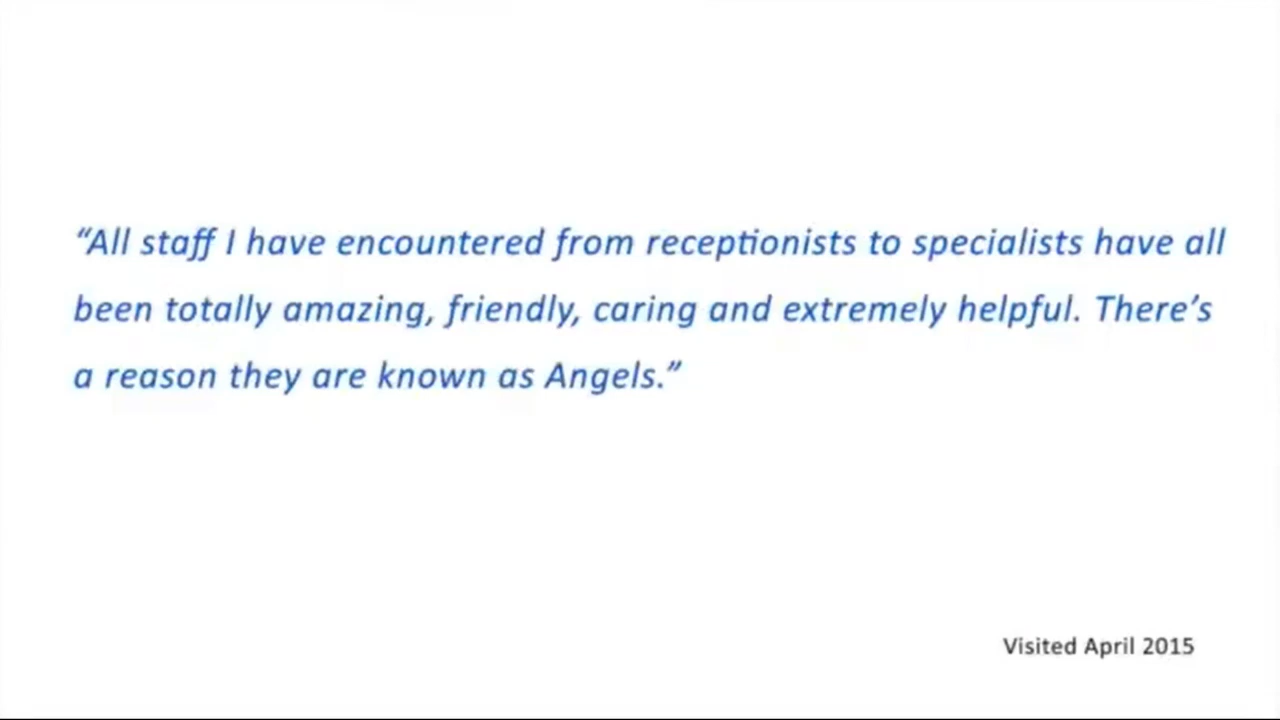 “All staff I have encountered from receptionists to specialists have all
been totally amazing, friendly, caring and extremely helpful. There’s
a reason they are known as Angels.”
Visited April 2015